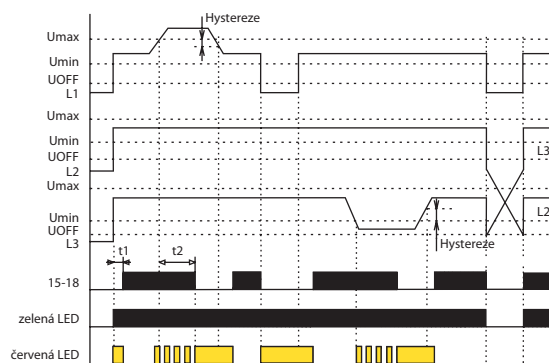 Hystereze
Umax
Umin
UOFF
L1
Umax
Umin
UOFF
L2
L3
Umax
Umin
UOFF
L3
L2
Hystereze
t1
t2
15-18
zelená LED
červená LED